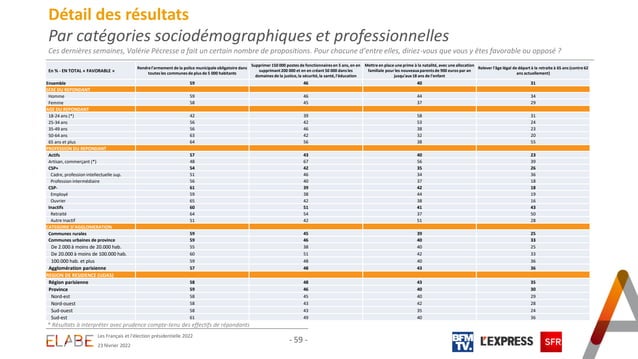 Détail des résultats
Par catégories sociodémographiques et professionnelles
Ces dernières semaines, Valérie Pécresse a fait un certain nombre de propositions. Pour chacune d'entre elles, diriez-vous que vous y êtes favorable ou opposé ?
En % - EN TOTAL « FAVORABLE »
Rendre l'armement de la police municipale obligatoire dans toutes les communes de plus de 5 000 habitants
Supprimer 150 000 postes de fonctionnaires en 5 ans, en en supprimant 200 000 et en en créant 50 000 dans les domaines de la justice, la sécurité, la santé, l'éducation
Mettre en place une prime à la natalité, avec une allocation familiale pour les nouveaux parents de 900 euros par an jusqu'aux 18 ans de l'enfant
Relever l'âge légal de départ à la retraite à 65 ans (contre 62 ans actuellement)
Ensemble 59 46 40 31
SEXE DU REPONDANT
Homme 59 46 44 34
Femme 58 45 37 29
AGE DU REPONDANT
18-24 ans (*) 42 39 58 31
25-34 ans 56 42 53 24
35-49 ans 56 46 38 23
50-64 ans 63 42 32 20
65 ans et plus 64 56 38 55
PROFESSION DU REPONDANT
Actifs 57 43 40 23
Artisan, commerçant (*) 48 67 56 39
CSP+ 54 42 35 26
Cadre, profession intellectuelle sup. 51 46 34 36
Profession intermédiaire 56 40 37 18
CSP- 61 39 42 18
Employé 59 38 44 19
Ouvrier 65 42 38 16
Inactifs 60 51 41 43
Retraité 64 54 37 50
Autre inactif 51 42 51 28
CATEGORIE D'AGGLOMERATION
Communes rurales 59 45 39 25
Communes urbaines de province 59 46 40 33
De 2.000 à moins de 20.000 hab. 55 38 40 25
De 20.000 à moins de 100.000 hab. 60 51 42 33
100.000 hab. et plus 59 48 40 36
Agglomération parisienne 57 48 43 36
REGION DE RESIDENCE (UDA5)
Région parisienne 58 48 43 35
Province 59 46 40 30
Nord-est 58 45 40 29
Nord-ouest 58 43 42 28
Sud-ouest 58 43 35 24
Sud-est 61 49 40 36
* Résultats à interpréter avec prudence compte-tenu des effectifs de répondants
ELABE
Les Français et l'élection présidentielle 2022
23 février 2022
- 59 -
BFM TV.
L'EXPRESS
SFR